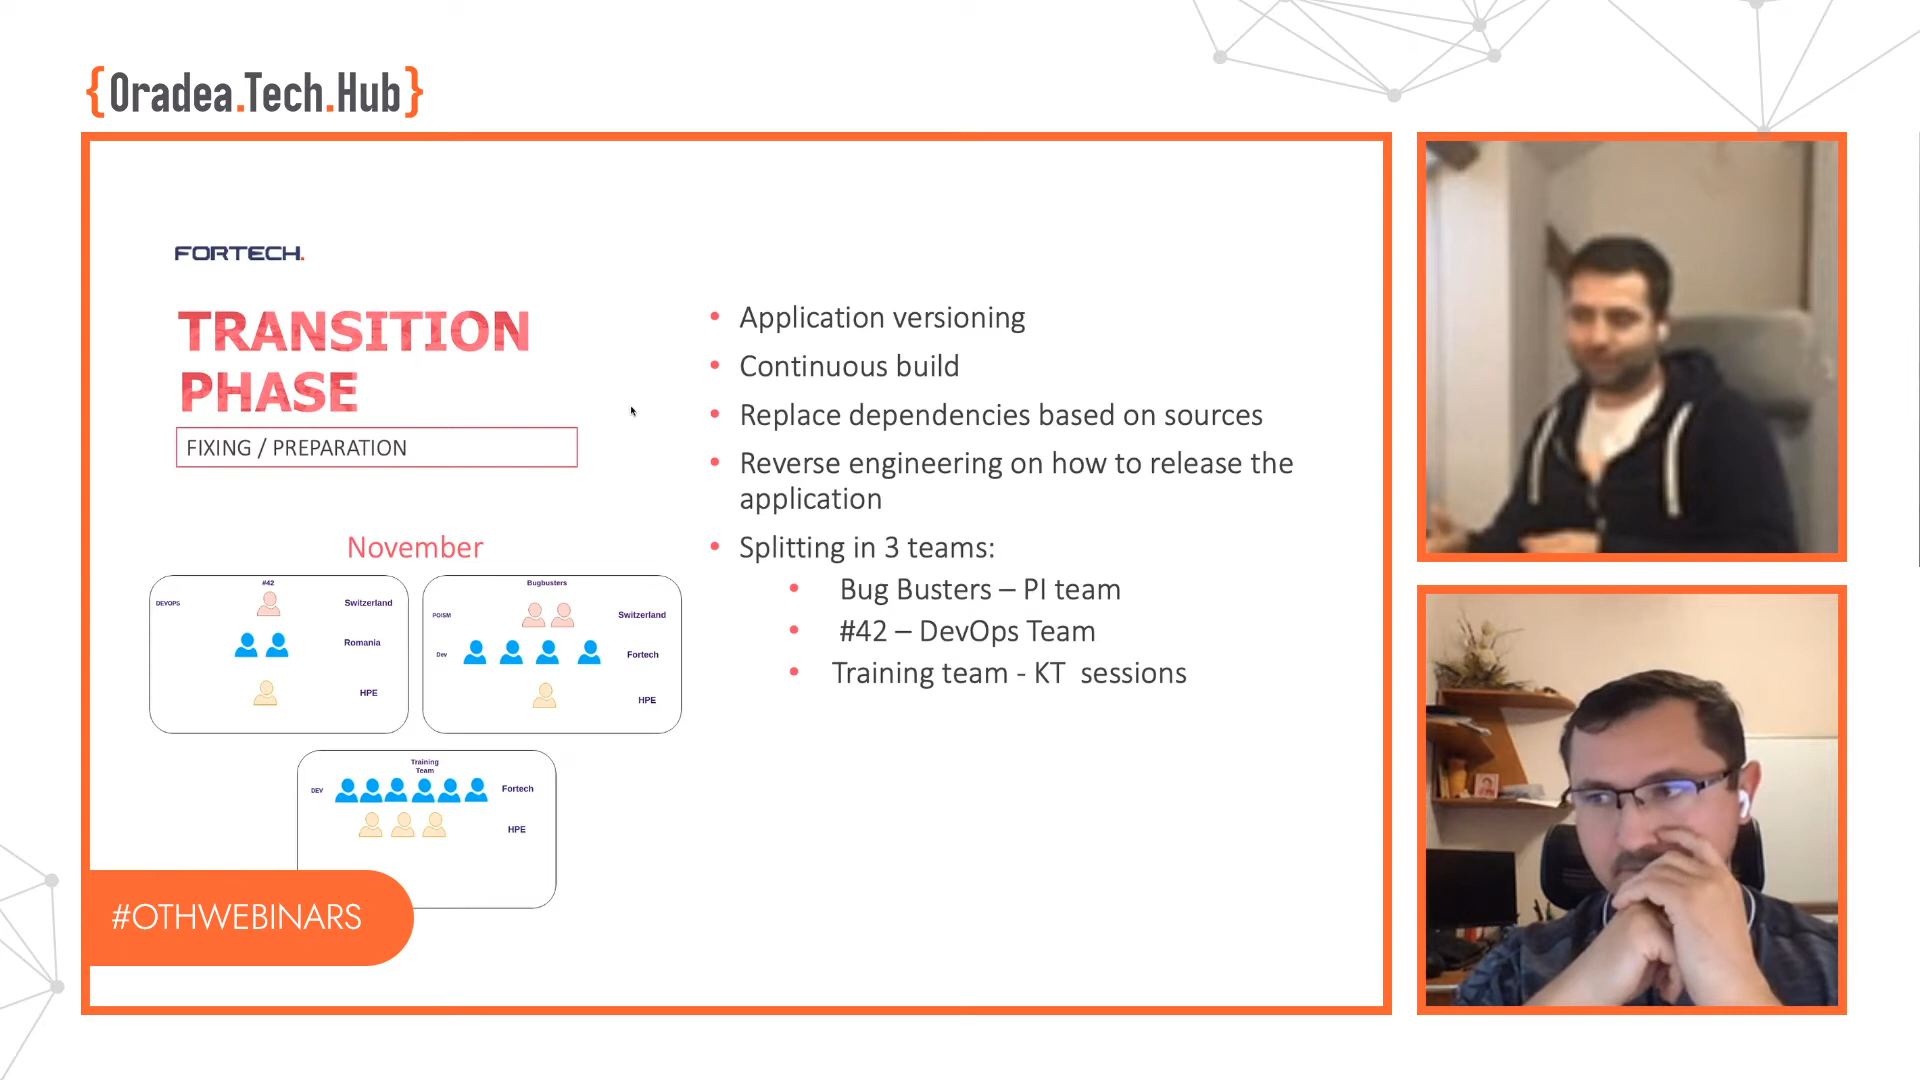 {Oradea.Tech.Hub}
FORTECH.
TRANSITION
PHASE
FIXING / PREPARATION
November
#42
DEVOPS
Switzerland
Romania
HPE
Bugbusters
PO/SM
Switzerland
Dev
Fortech
HPE
Training
Team
DEV
Fortech
HPE
#OTHWEBINARS
• Application versioning
• Continuous build
• Replace dependencies based on sources
• Reverse engineering on how to release the
application
• Splitting in 3 teams:
• Bug Busters – PI team
• #42 – DevOps Team
• Training team - KT sessions